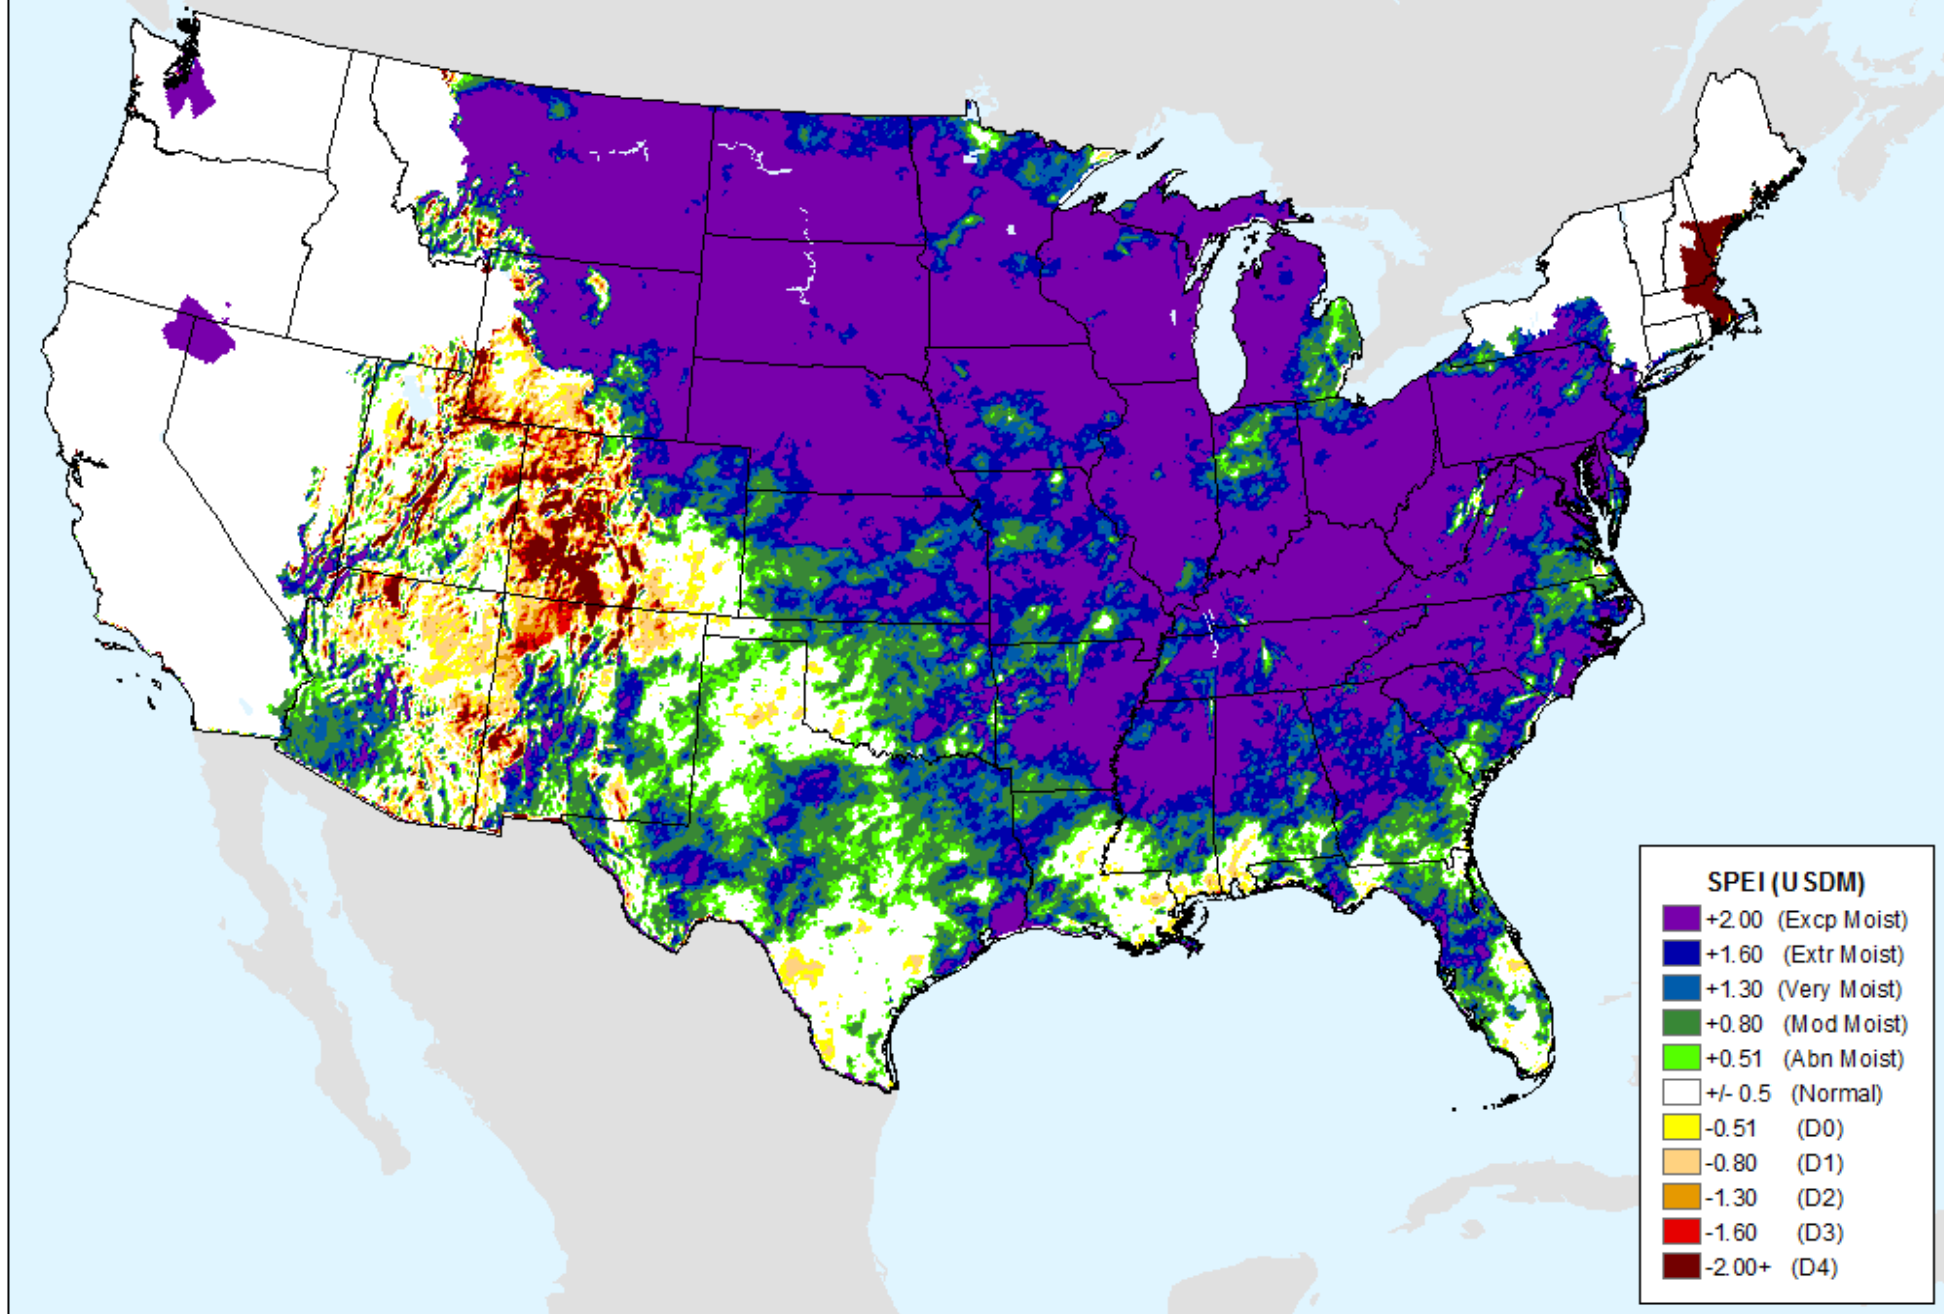 SPEI (USDM)
+2.00 (Excp Moist)
+1.60 (Extr Moist)
+1.30 (Very Moist)
+0.80 (Mod Moist)
+0.51 (Abn Moist)
+/- 0.5 (Normal)
-0.51 (D0)
-0.80 (D1)
-1.30 (D2)
-1.60 (D3)
-2.00+ (D4)